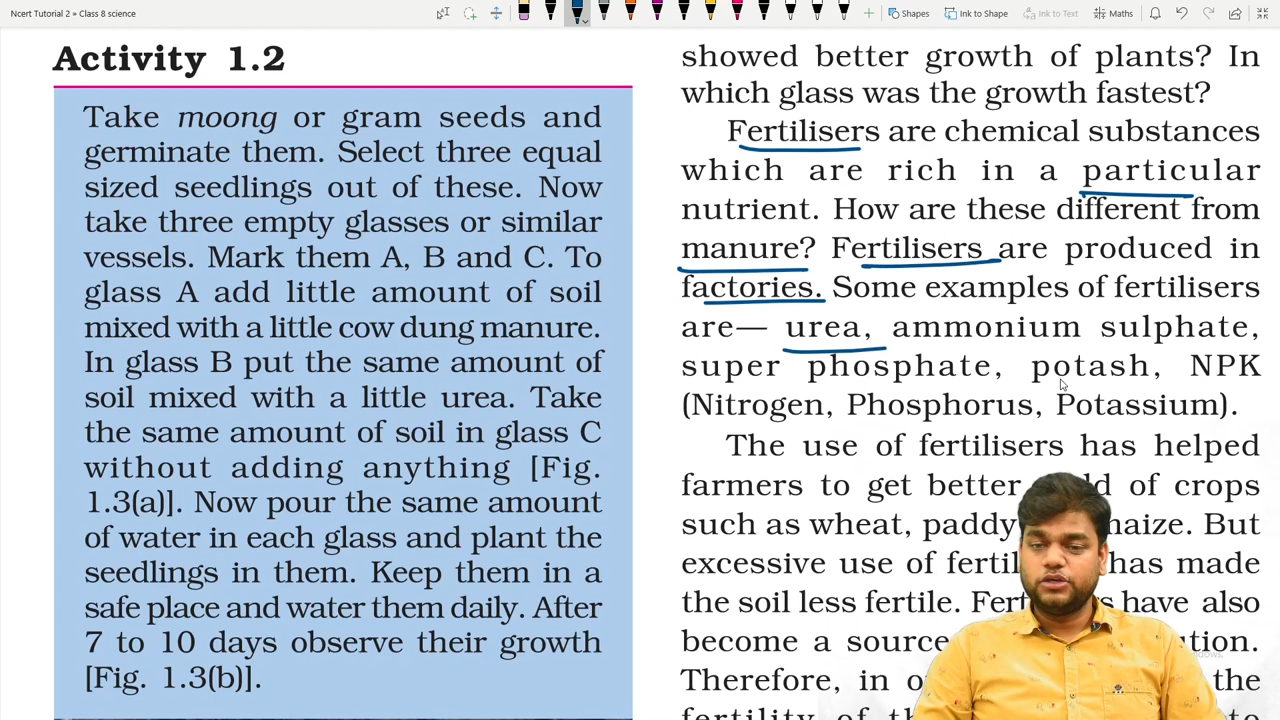 Ncert Tutorial 2 » Class 8 science
Shapes
Ink to Shape
Ink to Text
Maths
Activity 1.2
Take moong or gram seeds and
germinate them. Select three equal
sized seedlings out of these. Now
take three empty glasses or similar
vessels. Mark them A, B and C. To
glass A add little amount of soil
mixed with a little cow dung manure.
In glass B put the same amount of
soil mixed with a little urea. Take
the same amount of soil in glass C
without adding anything [Fig.
1.3(a)]. Now pour the same amount
of water in each glass and plant the
seedlings in them. Keep them in a
safe place and water them daily. After
7 to 10 days observe their growth
[Fig. 1.3(b)].
showed better growth of plants? In
which glass was the growth fastest?
Fertilisers are chemical substances
which are rich in a particular
nutrient. How are these different from
manure? Fertilisers are produced in
factories. Some examples of fertilisers
are— urea, ammonium sulphate,
super phosphate, potash, NPK
(Nitrogen, Phosphorus, Potassium).
The use of fertilisers has helped
farmers to get better of crops
such as wheat, paddy maize. But
excessive use of has made
the soil less fertile. have also
become a source
Therefore, in the
fertility of to